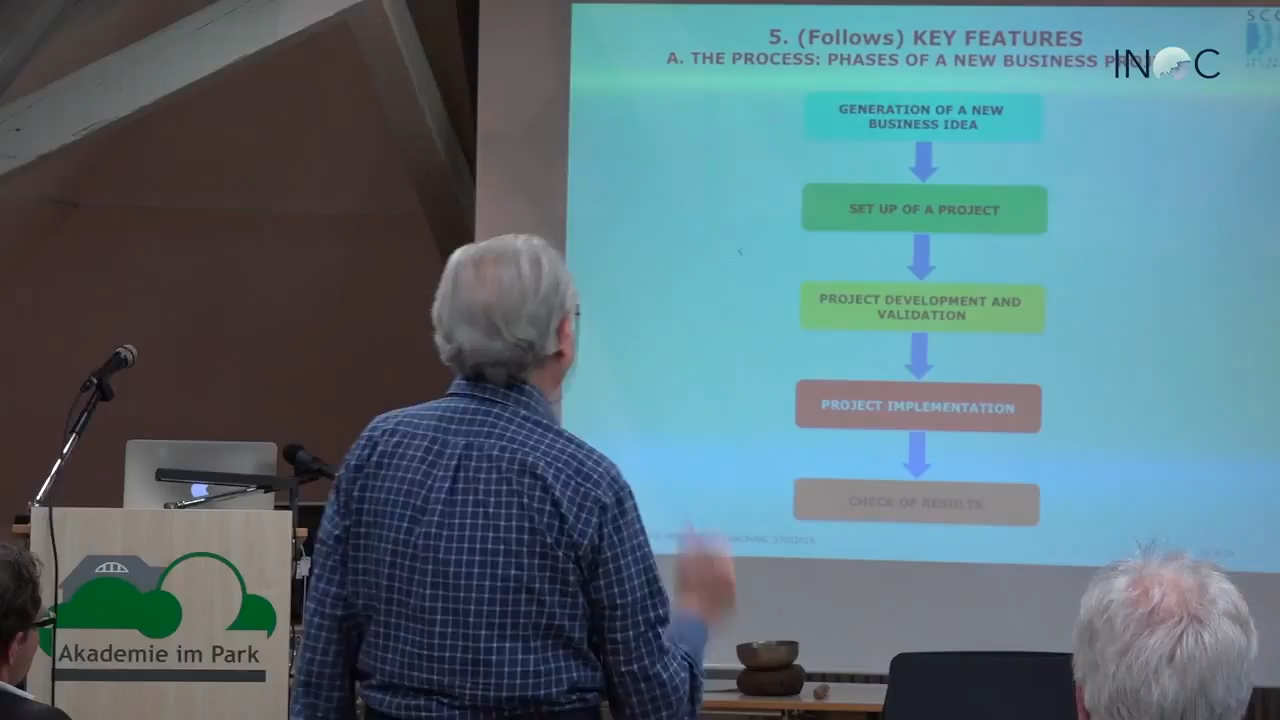 5. (Follows) KEY FEATURES
A. THE PROCESS: PHASES OF A NEW BUSINESS
INOC
SCC
GENERATION OF A NEW
BUSINESS IDEA
SET UP OF A PROJECT
PROJECT DEVELOPMENT AND
VALIDATION
PROJECT IMPLEMENTATION
CHECK OF RESULTS
Akademie im Park